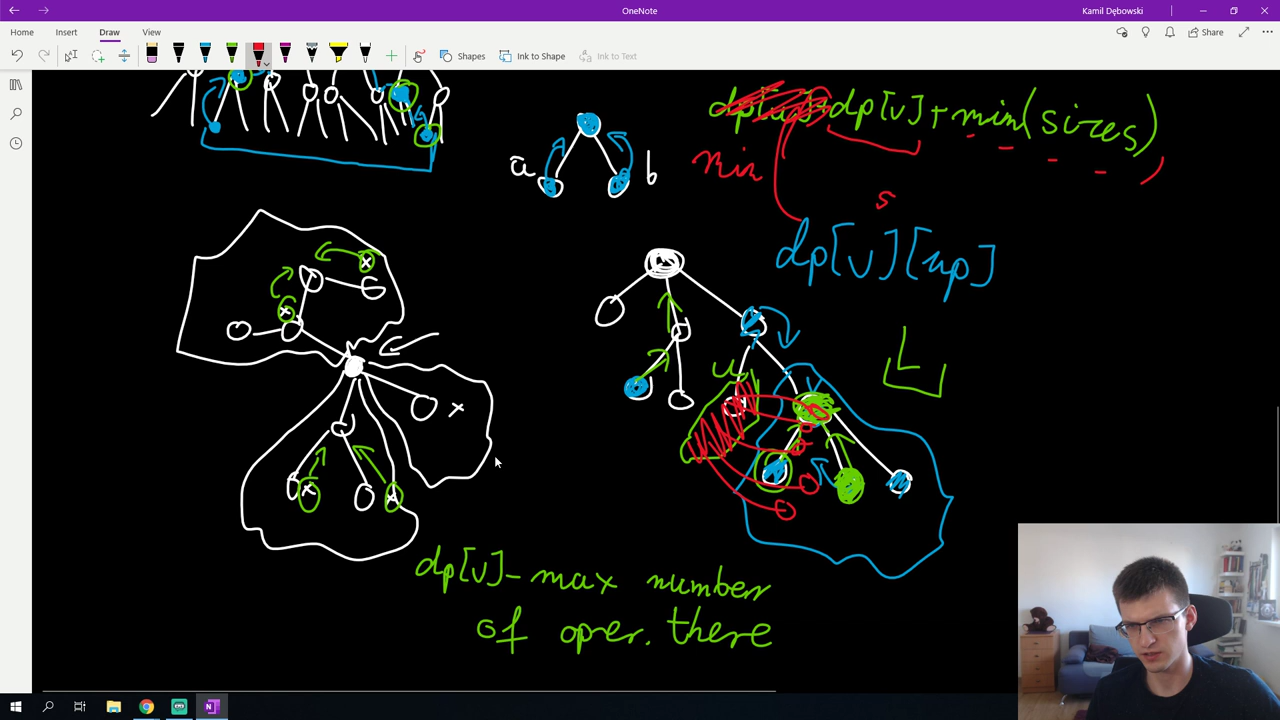 OneNote
Kamil Dębowski
Home Insert Draw View Share
Shapes Ink to Shape Ink to Text
dp[v]+min(sizes)
min
a b
s
dp[v][up]
u
dp[v]-max number
of oper. there